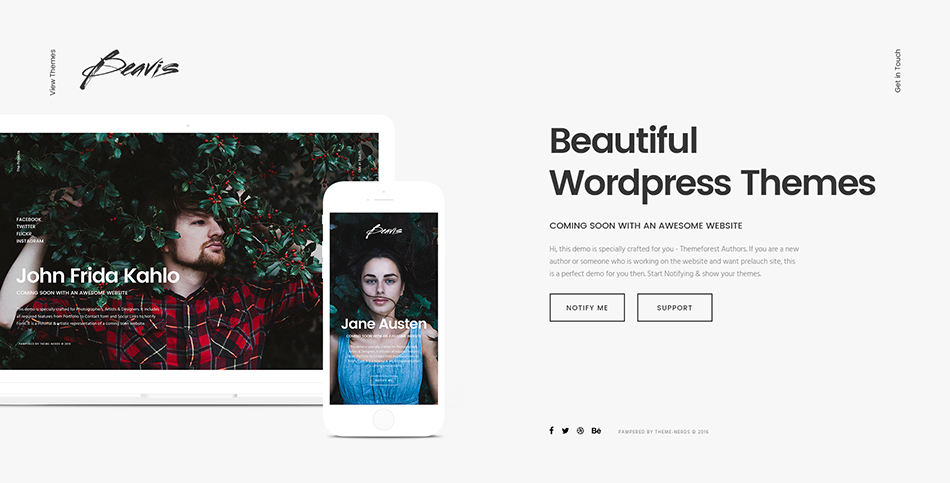 View Themes
Beavis
Get in Touch
Beautiful
Wordpress Themes
COMING SOON WITH AN AWESOME WEBSITE
Hi, this demo is specially crafted for you - Themeforest Authors. If you are a new
author or someone who is working on the website and want prelauch site, this
is a perfect demo for you then. Start Notifying & show your themes.
NOTIFY ME
SUPPORT
PAMPERED BY THEME-NERDS © 2016
FACEBOOK
TWITTER
FLICKR
INSTAGRAM
John Frida Kahlo
COMING SOON WITH AN AWESOME WEBSITE
This demo is specially crafted for Photographers, Artists & Designers. It includes
all required features from Portfolio to Contact form and Social Links to Notify
Form. It is a minimal & artistic representation of a coming soon website.
PAMPERED BY THEME-NERDS © 2016
Beavis
Jane Austen
COMING SOON WITH AN AWESOME WEBSITE
NOTIFY ME